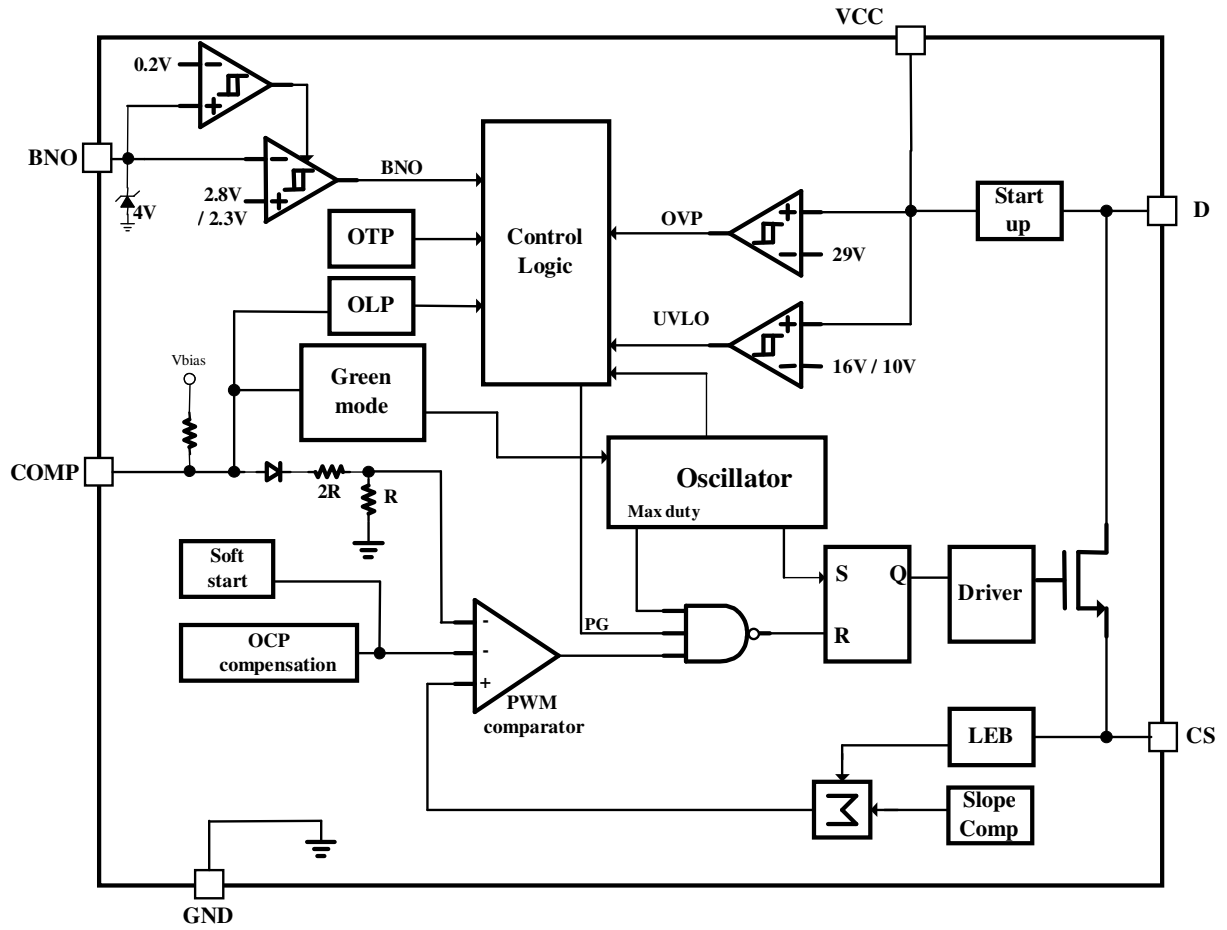 VCC
0.2V
BNO
BNO
2.8V
/ 2.3V
4V
OTP
Control
Logic
OVP
29V
Start
up
D
OLP
UVLO
16V / 10V
Vbias
Green
mode
COMP
2R
R
Oscillator
Max duty
Soft
start
S
Q
R
Driver
PG
OCP
compensation
-
-
+
PWM
comparator
LEB
CS
Σ
Slope
Comp
GND